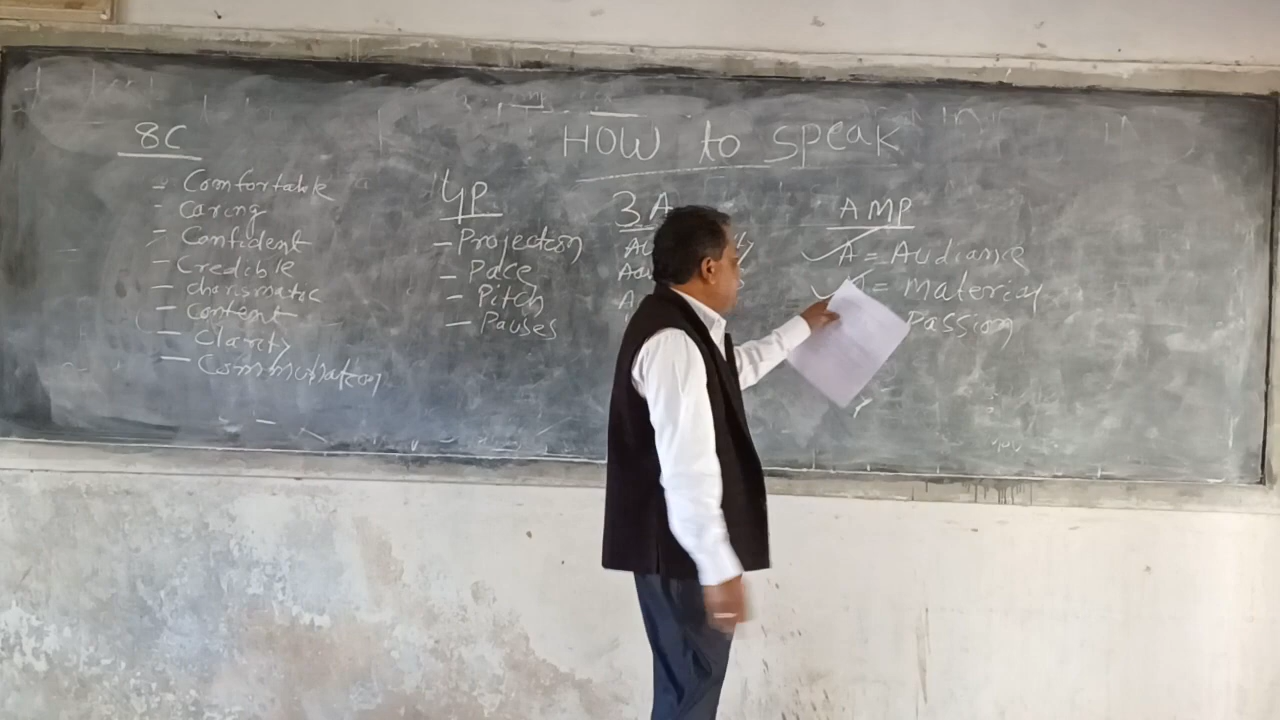 HOW to speak
8C
- Comfortable
- Caring
- Confident
- Credible
- Charismatic
- Content
- Clarity
4P
- Projection
- Pace
- Pitch
- Pauses
3A
AMP
A = Audiance
= Material
Passion